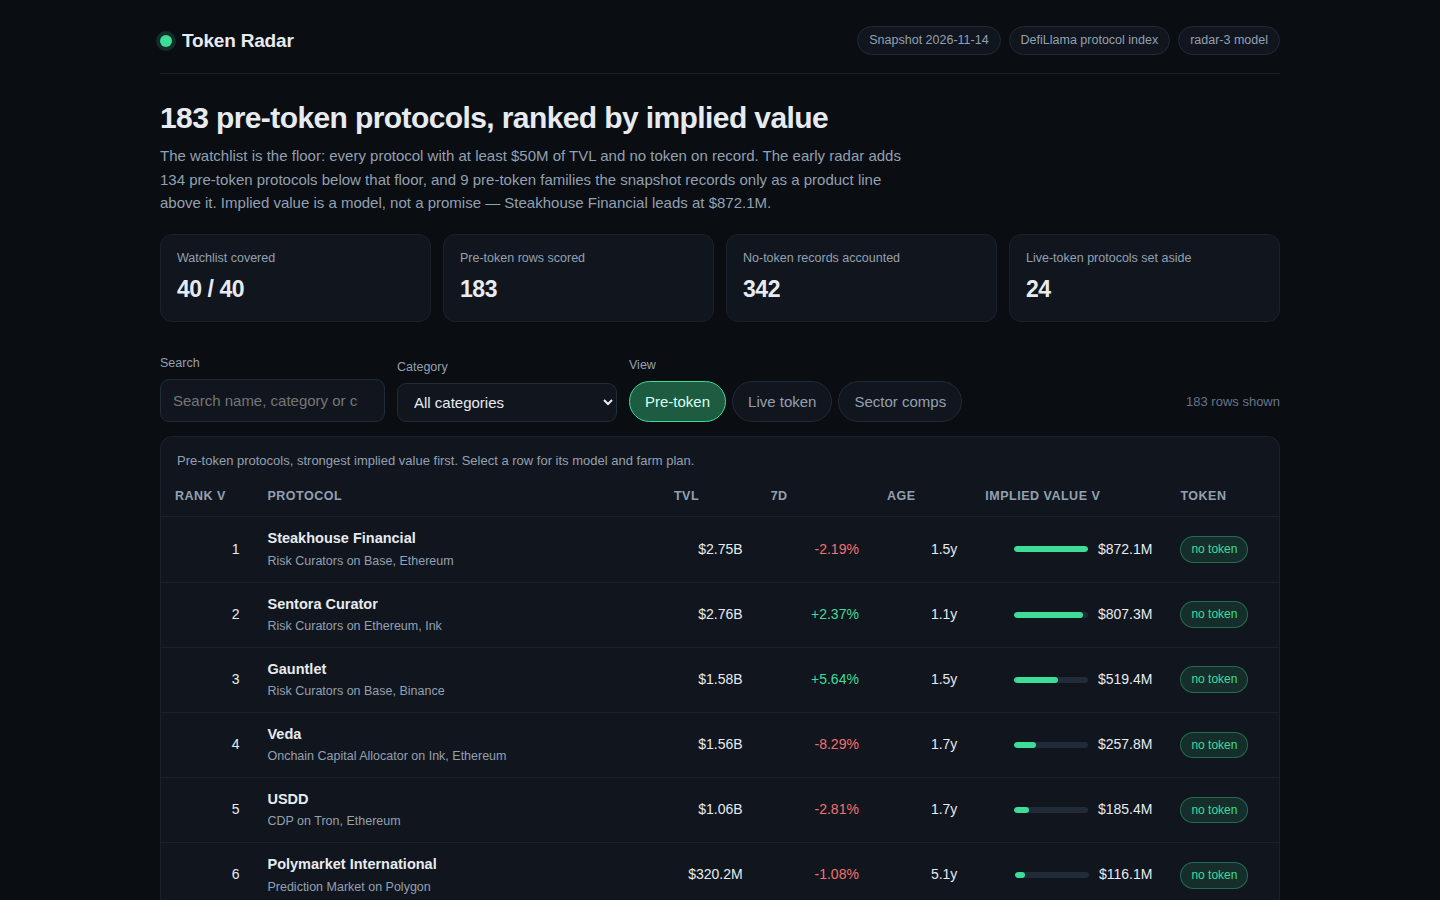 Token Radar
Snapshot 2026-11-14
DefiLlama protocol index
radar-3 model
183 pre-token protocols, ranked by implied value
The watchlist is the floor: every protocol with at least $50M of TVL and no token on record. The early radar adds
134 pre-token protocols below that floor, and 9 pre-token families the snapshot records only as a product line
above it. Implied value is a model, not a promise — Steakhouse Financial leads at $872.1M.
Watchlist covered
40 / 40
Pre-token rows scored
183
No-token records accounted
342
Live-token protocols set aside
24
Search
Search name, category or c
Category
All categories
View
Pre-token
Live token
Sector comps
183 rows shown
Pre-token protocols, strongest implied value first. Select a row for its model and farm plan.
RANK V PROTOCOL TVL 7D AGE IMPLIED VALUE V TOKEN
1 Steakhouse Financial $2.75B -2.19% 1.5y $872.1M no token
Risk Curators on Base, Ethereum
2 Sentora Curator $2.76B +2.37% 1.1y $807.3M no token
Risk Curators on Ethereum, Ink
3 Gauntlet $1.58B +5.64% 1.5y $519.4M no token
Risk Curators on Base, Binance
4 Veda $1.56B -8.29% 1.7y $257.8M no token
Onchain Capital Allocator on Ink, Ethereum
5 USDD $1.06B -2.81% 1.7y $185.4M no token
CDP on Tron, Ethereum
6 Polymarket International $320.2M -1.08% 5.1y $116.1M no token
Prediction Market on Polygon